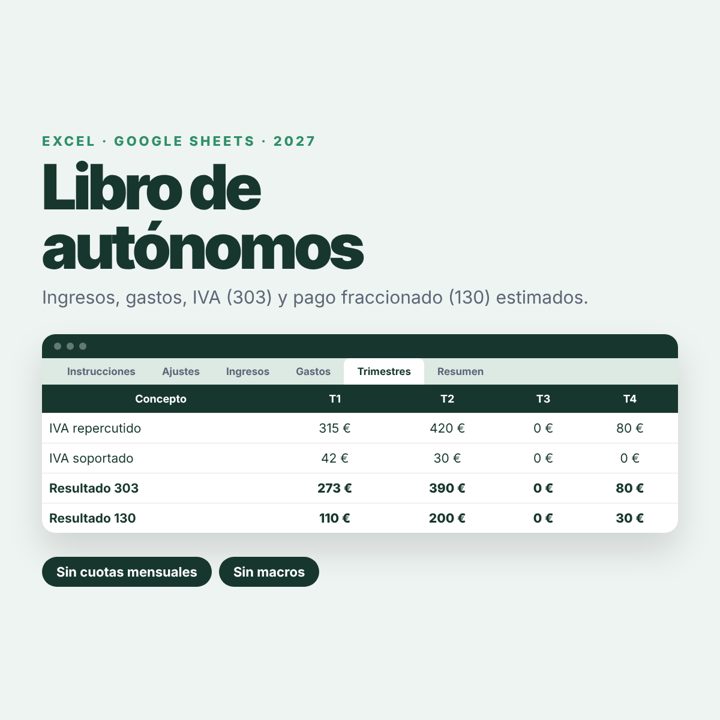 EXCEL · GOOGLE SHEETS · 2027
Libro de
autónomos
Ingresos, gastos, IVA (303) y pago fraccionado (130) estimados.
Instrucciones Ajustes Ingresos Gastos Trimestres Resumen
Concepto T1 T2 T3 T4
IVA repercutido 315 € 420 € 0 € 80 €
IVA soportado 42 € 30 € 0 € 0 €
Resultado 303 273 € 390 € 0 € 80 €
Resultado 130 110 € 200 € 0 € 30 €
Sin cuotas mensuales Sin macros